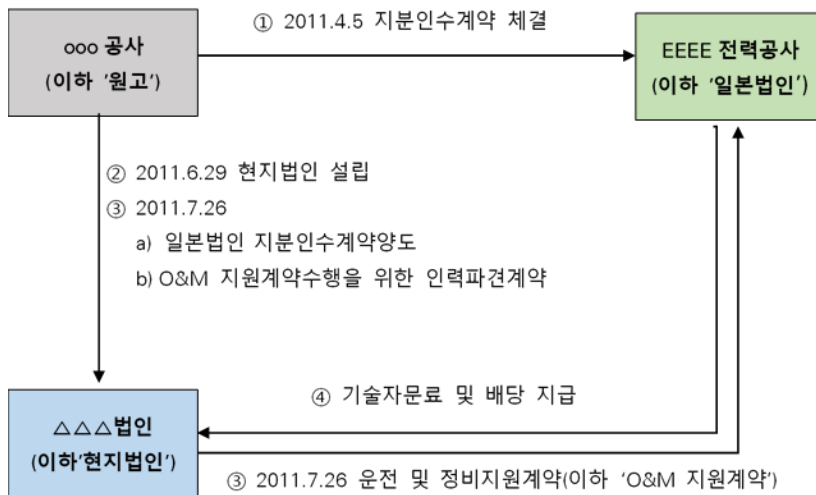 ooo 공사
(이하 '원고')
① 2011.4.5 지분인수계약 체결
EEEE 전력공사
(이하 '일본법인')
② 2011.6.29 현지법인 설립
③ 2011.7.26
a) 일본법인 지분인수계약양도
b) O&M 지원계약수행을 위한 인력파견계약
④ 기술자문료 및 배당 지급
△△△법인
(이하'현지법인')
③ 2011.7.26 운전 및 정비지원계약(이하 'O&M 지원계약')